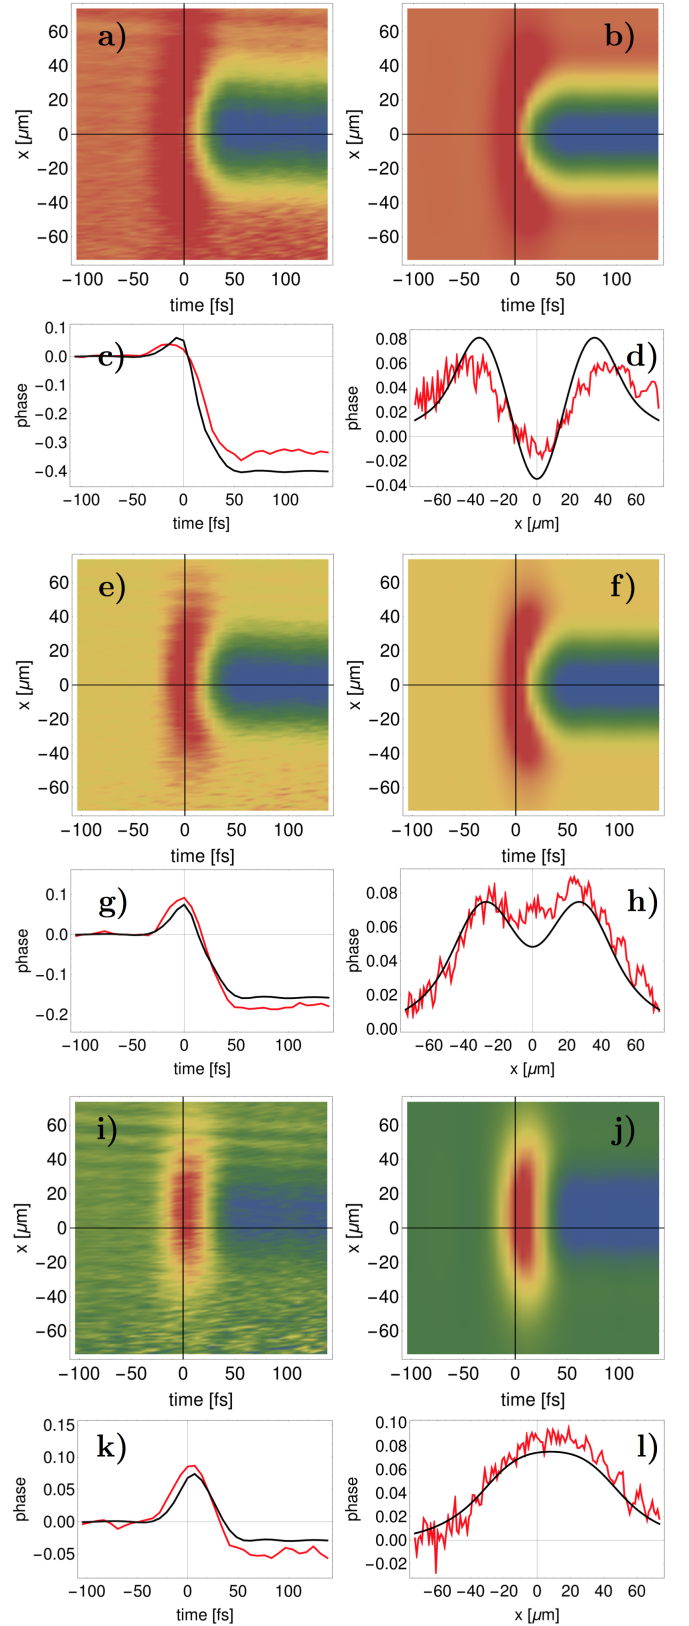 a) b)
60 60
40 40
20 20
0 0
−20 −20
−40 −40
−60 −60
x [μm] x [μm]
−100 −50 0 50 100 −100 −50 0 50 100
time [fs] time [fs]
c) d)
0.1 0.08
0.0 0.06
−0.1 0.04
−0.2 0.02
−0.3 0.00
−0.4 −0.02
−0.04
phase phase
−100 −50 0 50 100 −60 −40 −20 0 20 40 60
time [fs] x [μm]
e) f)
60 60
40 40
20 20
0 0
−20 −20
−40 −40
−60 −60
x [μm] x [μm]
−100 −50 0 50 100 −100 −50 0 50 100
time [fs] time [fs]
g) h)
0.1 0.08
0.0 0.06
−0.1 0.04
−0.2 0.02
0.00
phase phase
−100 −50 0 50 100 −60 −40 −20 0 20 40 60
time [fs] x [μm]
i) j)
60 60
40 40
20 20
0 0
−20 −20
−40 −40
−60 −60
x [μm] x [μm]
−100 −50 0 50 100 −100 −50 0 50 100
time [fs] time [fs]
k) l)
0.15 0.10
0.10 0.08
0.05 0.06
0.00 0.04
−0.05 0.02
0.00
−0.02
phase phase
−100 −50 0 50 100 −60 −40 −20 0 20 40 60
time [fs] x [μm]